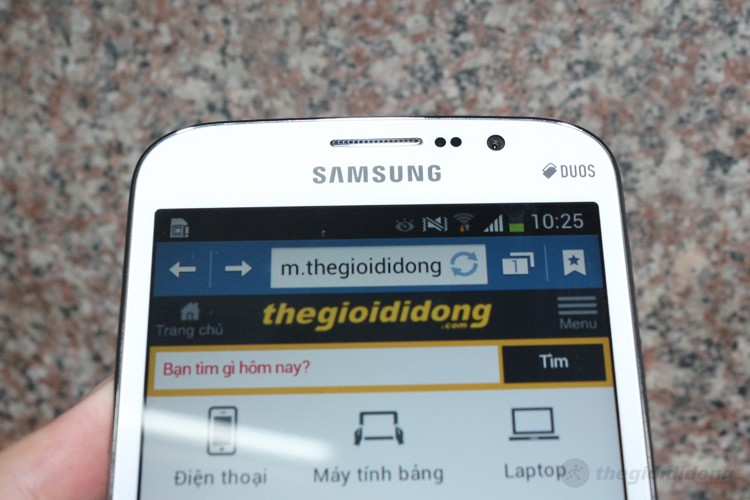 SAMSUNG
DUOS
10:25
m.thegioididong
1
Trang chủ
thegioididong
.com
Menu
Bạn tìm gì hôm nay?
Tìm
Điện thoại
Máy tính bảng
Laptop
thegioididong